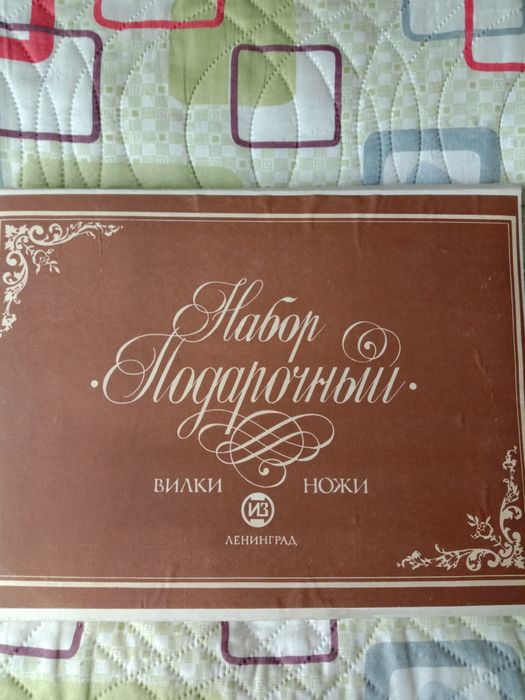 Набор
· Подарочный ·
ВИЛКИ НОЖИ
ИЗ
ЛЕНИНГРАД